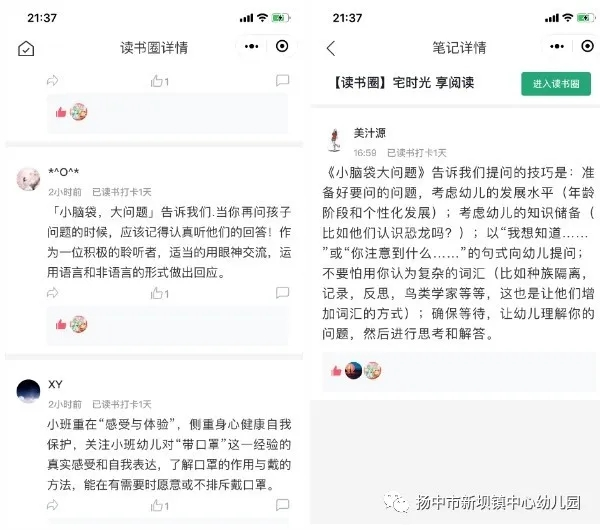 21:37
读书圈详情
1
*^O^*
2小时前 已读书打卡1天
「小脑袋，大问题」告诉我们.当你再问孩子
问题的时候，应该记得认真听他们的回答！作
为一位积极的聆听者，适当的用眼神交流，运
用语言和非语言的形式做出回应。
1
XY
2小时前 已读书打卡1天
小班重在“感受与体验”，侧重身心健康自我
保护，关注小班幼儿对“带口罩”这一经验的
真实感受和自我表达，了解口罩的作用与戴的
方法，能在有需要时愿意或不排斥戴口罩。
1
21:37
笔记详情
【读书圈】宅时光 享阅读
进入读书圈
美汁源
16:59 已读书打卡1天
《小脑袋大问题》告诉我们提问的技巧是：准
备好要问的问题，考虑幼儿的发展水平（年龄
阶段和个性化发展）；考虑幼儿的知识储备（
比如他们认识恐龙吗？）；以“我想知道……
”或“你注意到什么……”的句式向幼儿提问；
不要怕用你认为复杂的词汇（比如种族隔离，
记录，反思，鸟类学家等等，这也是让他们增
加词汇的方式）；确保等待，让幼儿理解你的
问题，然后进行思考和解答。
扬中市新坝镇中心幼儿园